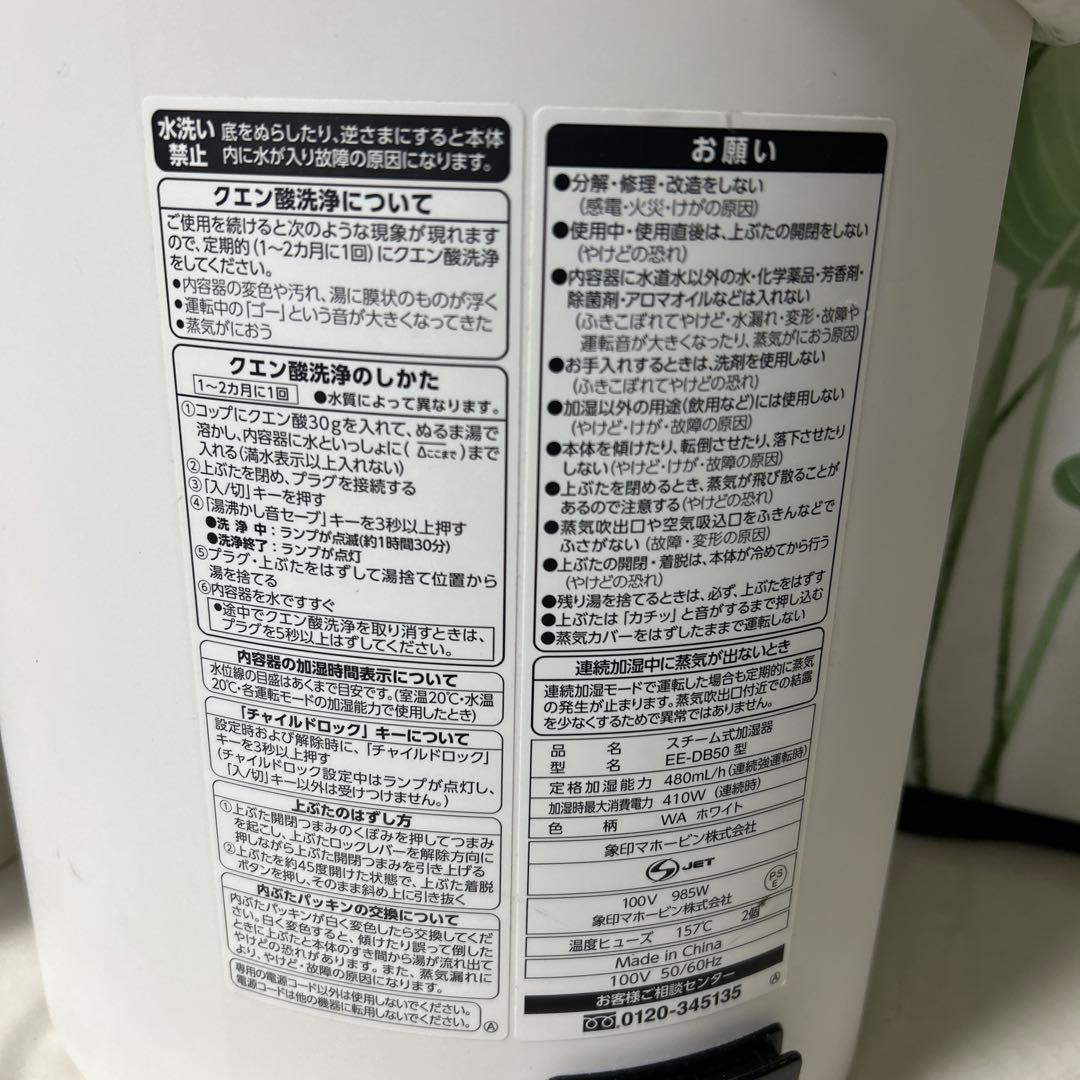 水洗い禁止 底をぬらしたり、逆さまにすると本体
内に水が入り故障の原因になります。
クエン酸洗浄について
ご使用を続けると次のような現象が現れます
ので、定期的(1〜2カ月に1回)にクエン酸洗浄
をしてください。
●内容器の変色や汚れ、湯に膜状のものが浮く
●運転中の「ゴー」という音が大きくなってきた
●蒸気がにおう
クエン酸洗浄のしかた
1〜2カ月に1回 ●水質によって異なります。
①コップにクエン酸30gを入れて、ぬるま湯で
溶かし、内容器に水といっしょに(△ここまで)まで
入れる(満水表示以上入れない)
②上ぶたを閉め、プラグを接続する
③「入/切」キーを押す
④「湯沸かし音セーブ」キーを3秒以上押す
●洗浄中:ランプが点滅(約1時間30分)
●洗浄終了:ランプが点灯
⑤プラグ・上ぶたをはずして湯捨て位置から
湯を捨てる
⑥内容器を水ですすぐ
●途中でクエン酸洗浄を取り消すときは、
プラグを5秒以上はずしてください。
内容器の加湿時間表示について
水位線の目盛はあくまで目安です。(室温20℃・水温
20℃・各運転モードの加湿能力で使用したとき)
「チャイルドロック」キーについて
設定時および解除時に、「チャイルドロック」
キーを3秒以上押す
(チャイルドロック設定中はランプが点灯し、
「入/切」キー以外は受けつけません。)
上ぶたのはずし方
①上ぶた開閉つまみのくぼみを押してつまみ
を起こし、上ぶたロックレバーを解除方向に
押しながら上ぶた開閉つまみを引き上げる
②上ぶたを約45度開けた状態で、上ぶた着脱
ボタンを押し、そのまま斜め上に引き抜く
内ぶたパッキンの交換について
内ぶたパッキンが白く変色したら交換してくだ
さい。白く変色すると、傾けたり誤って倒した
ときに上ぶたと本体のすき間から湯が流れ出て
やけどの恐れがあります。また、蒸気漏れに
より、やけど・故障の原因になります。
専用の電源コード以外は使用しないでください。
電源コードは他の機器に転用しないでください。 Ⓐ
お願い
●分解・修理・改造をしない
(感電・火災・けがの原因)
●使用中・使用直後は、上ぶたの開閉をしない
(やけどの恐れ)
●内容器に水道水以外の水・化学薬品・芳香剤・
除菌剤・アロマオイルなどは入れない
(ふきこぼれてやけど・水漏れ・変形・故障や
運転音が大きくなったり、蒸気がにおう原因)
●お手入れするときは、洗剤を使用しない
(ふきこぼれてやけどの恐れ)
●加湿以外の用途(飲用など)には使用しない
(やけど・けが・故障の原因)
●本体を傾けたり、転倒させたり、落下させたり
しない(やけど・けが・故障の原因)
●上ぶたを閉めるとき、蒸気が飛び散ることが
あるので注意する(やけどの恐れ)
●蒸気吹出口や空気吸込口をふきんなどで
ふさがない(故障・変形の原因)
●上ぶたの開閉・着脱は、本体が冷めてから行う
(やけどの恐れ)
●残り湯を捨てるときは、必ず、上ぶたをはずす
●上ぶたは「カチッ」と音がするまで押し込む
●蒸気カバーをはずしたままで運転しない
連続加湿中に蒸気が出ないとき
連続加湿モードで運転した場合も定期的に蒸気
の発生が止まります。蒸気吹出口付近での結露
を少なくするためで異常ではありません。
品名 スチーム式加湿器
型名 EE-DB50型
定格加湿能力 480mL/h(連続強運転時)
加湿時最大消費電力 410W(連続時)
色柄 WA ホワイト
象印マホービン株式会社
JET
100V 985W
PSE
象印マホービン株式会社
温度ヒューズ 157℃ 2個
Made in China
100V 50/60Hz
お客様ご相談センター Ⓐ
0120-345135